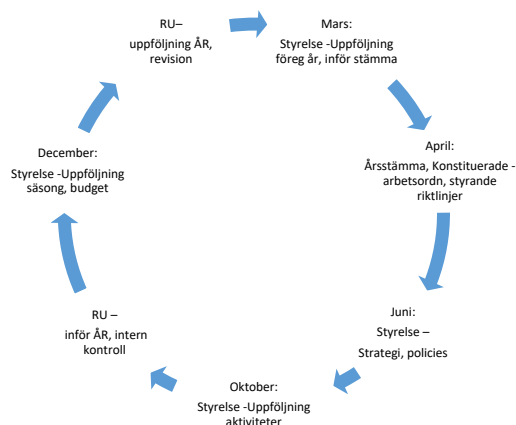 RU–
uppföljning ÅR,
revision
Mars:
Styrelse -Uppföljning
föreg år, inför stämma
April:
Årsstämma, Konstituerade -
arbetsordn, styrande
riktlinjer
Juni:
Styrelse –
Strategi, policies
Oktober:
Styrelse -Uppföljning
aktiviteter
RU –
inför ÅR, intern
kontroll
December:
Styrelse -Uppföljning
säsong, budget